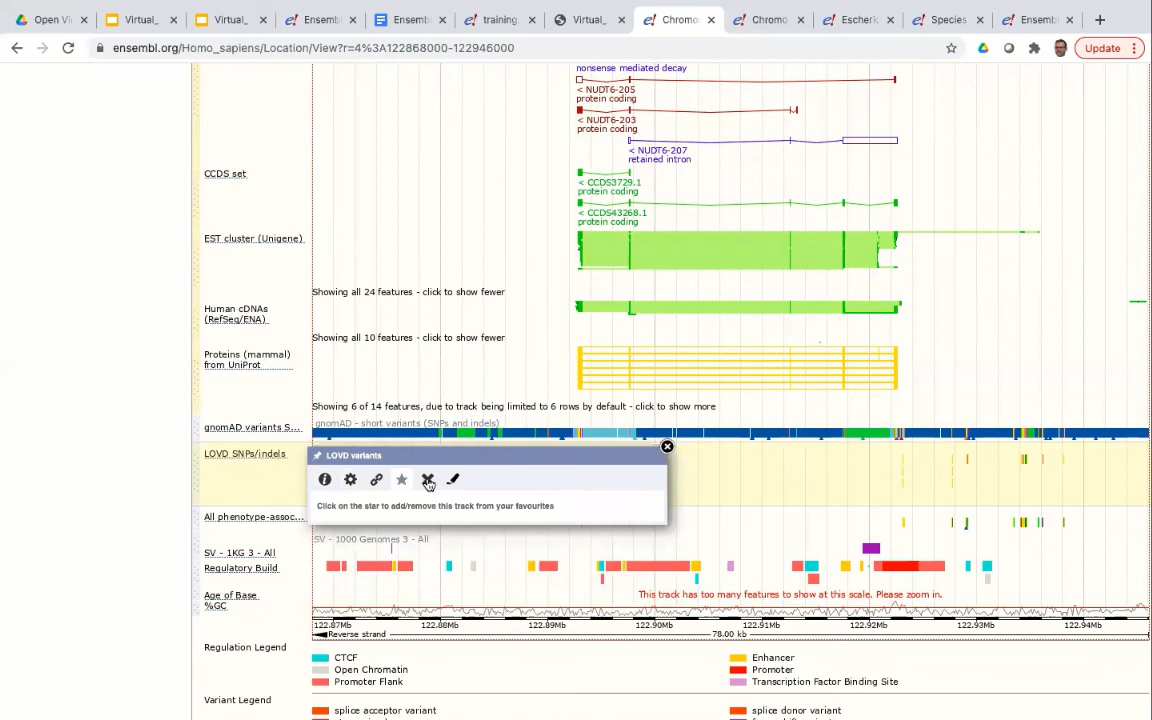 Open Vi
Virtual_
Virtual_
Ensembl
Ensembl
training
Virtual_
Chromo
Chromo
Escherk
Species
Ensembl
ensembl.org/Homo_sapiens/Location/View?r=4%3A122868000-122946000
Update
nonsense mediated decay
< NUDT6-205
protein coding
< NUDT6-203
protein coding
< NUDT6-207
retained intron
CCDS set
< CCDS3729.1
protein coding
< CCDS43268.1
protein coding
EST cluster (Unigene)
Showing all 24 features - click to show fewer
Human cDNAs
(RefSeq/ENA)
Showing all 10 features - click to show fewer
Proteins (mammal)
from UniProt
Showing 6 of 14 features, due to track being limited to 6 rows by default - click to show more
gnomAD - short variants (SNPs and indels)
gnomAD variants S...
LOVD SNPs/indels
LOVD variants
Click on the star to add/remove this track from your favourites
All phenotype-assoc...
SV - 1000 Genomes 3 - All
SV - 1KG 3 - All
Regulatory Build
Age of Base
This track has too many features to show at this scale. Please zoom in.
%GC
122.87Mb 122.88Mb 122.89Mb 122.90Mb 122.91Mb 122.92Mb 122.93Mb 122.94Mb
Reverse strand 78.00 kb
Regulation Legend
CTCF
Enhancer
Open Chromatin
Promoter
Promoter Flank
Transcription Factor Binding Site
Variant Legend
splice acceptor variant
splice donor variant